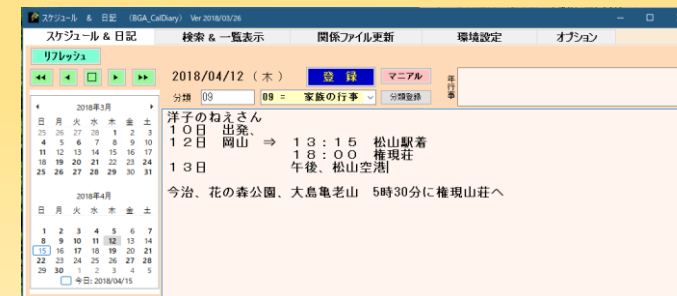 スケジュール & 日記 (BGA_CalDiary) Ver 2018/03/26
スケジュール & 日記 検索 & 一覧表示 関係ファイル更新 環境設定 オプション
リフレッシュ
2018/04/12 (木) 登 録 マニアル 年行事
分類 09 09 = 家族の行事 分類登録
2018年3月
日 月 火 水 木 金 土
25 26 27 28 1 2 3
4 5 6 7 8 9 10
11 12 13 14 15 16 17
18 19 20 21 22 23 24
25 26 27 28 29 30 31
2018年4月
日 月 火 水 木 金 土
1 2 3 4 5 6 7
8 9 10 11 12 13 14
15 16 17 18 19 20 21
22 23 24 25 26 27 28
29 30 1 2 3 4 5
今日: 2018/04/15
洋子のねえさん
10日 出発、
12日 岡山 ⇒ 13:15 松山駅着
18:00 権現荘
13日 午後、松山空港
今治、花の森公園、大島亀老山 5時30分に権現山荘へ